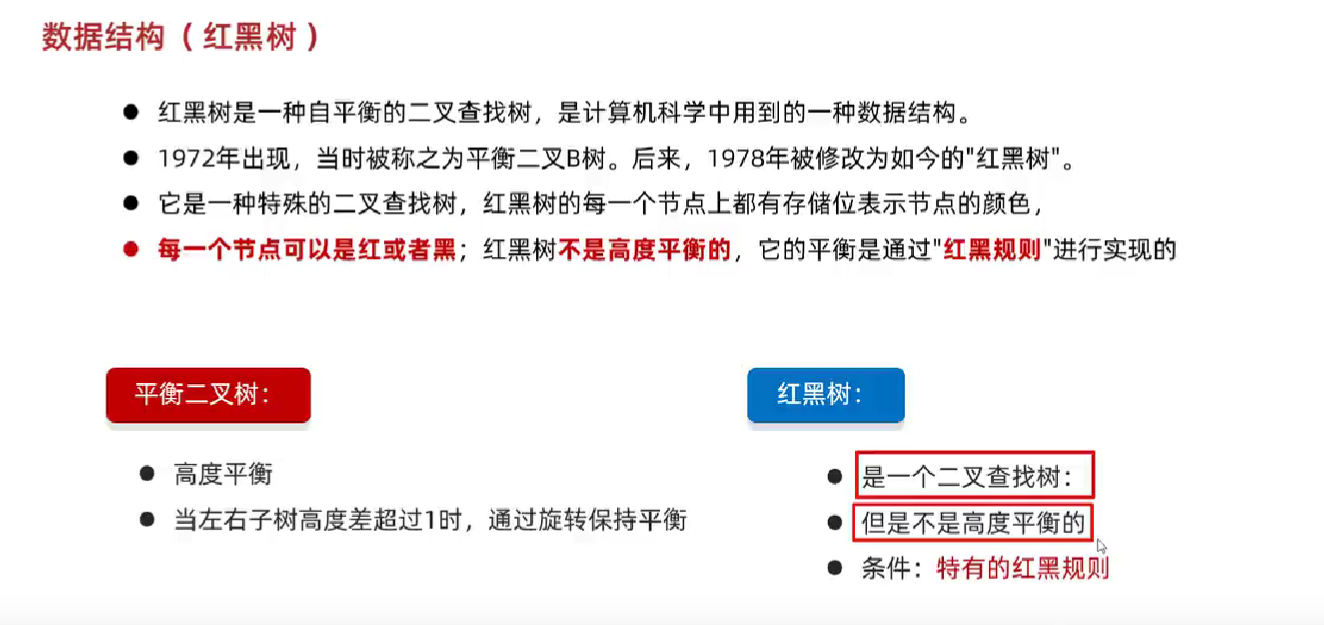 数据结构（红黑树）
红黑树是一种自平衡的二叉查找树，是计算机科学中用到的一种数据结构。
1972年出现，当时被称之为平衡二叉B树。后来，1978年被修改为如今的"红黑树"。
它是一种特殊的二叉查找树，红黑树的每一个节点上都有存储位表示节点的颜色，
每一个节点可以是红或者黑；红黑树不是高度平衡的，它的平衡是通过"红黑规则"进行实现的
平衡二叉树：
高度平衡
当左右子树高度差超过1时，通过旋转保持平衡
红黑树：
是一个二叉查找树：
但是不是高度平衡的
条件：特有的红黑规则